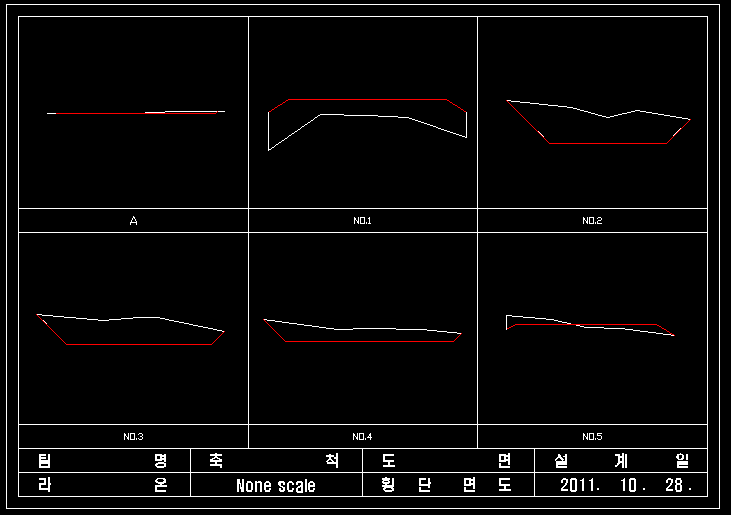 A
NO.1
NO.2
NO.3
NO.4
NO.5
팀 명 축 척 도 면 설 계 일
라 온 None scale 횡 단 면 도 2011. 10. 28.